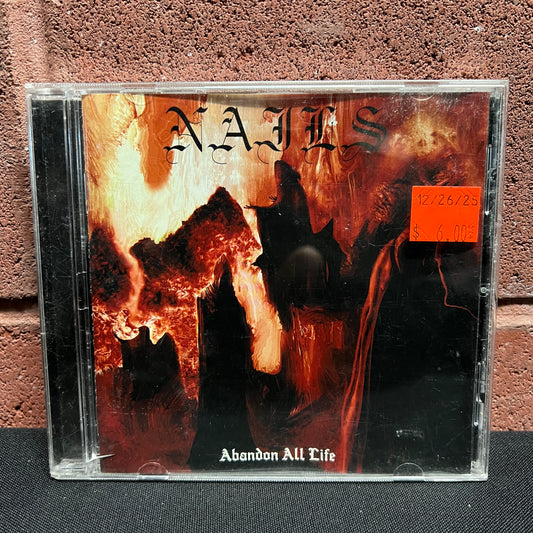 NAILS
12/26/25
$ 6.00
Abandon All Life